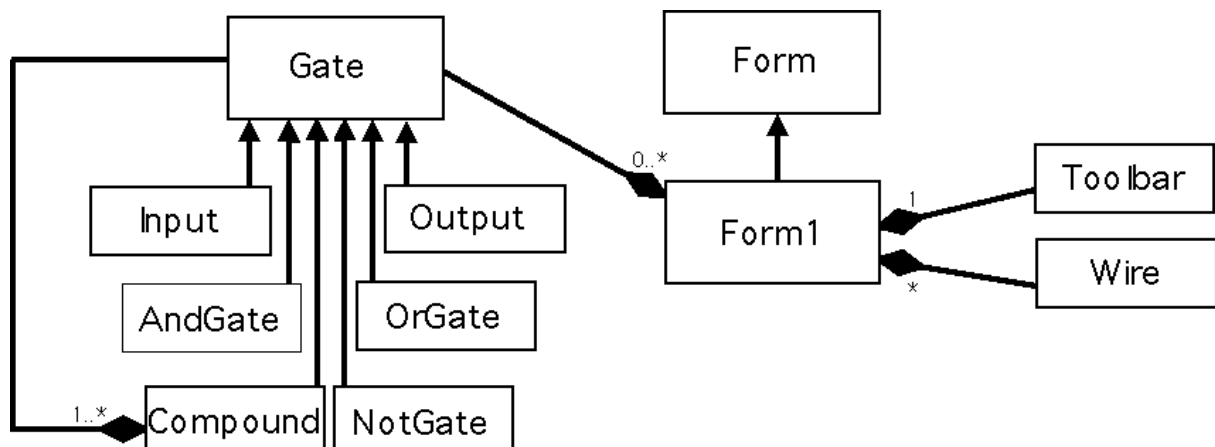 Gate
Form
0..*
Toolbar
1
Input
Output
Form1
Wire
*
AndGate
OrGate
1..*
Compound
NotGate